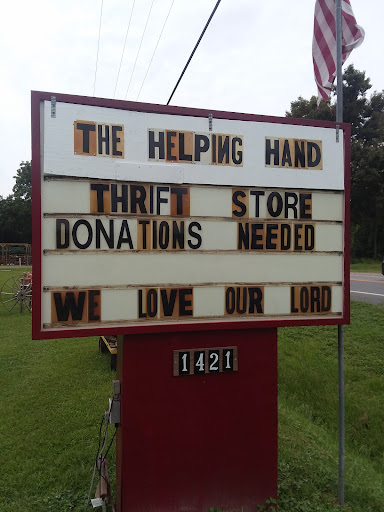 THE HELPING HAND
THRIFT STORE
DONATIONS NEEDED
WE LOVE OUR LORD
1421